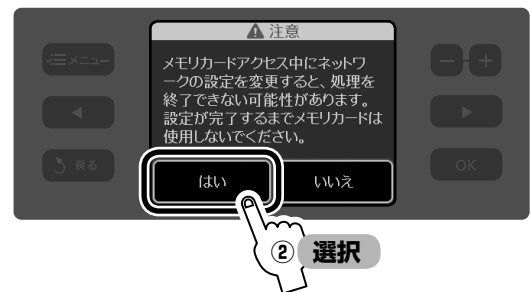 注意
メニュー
メモリカードアクセス中にネットワ
ークの設定を変更すると、処理を
終了できない可能性があります。
設定が完了するまでメモリカードは
使用しないでください。
戻る
OK
はい
いいえ
② 選択